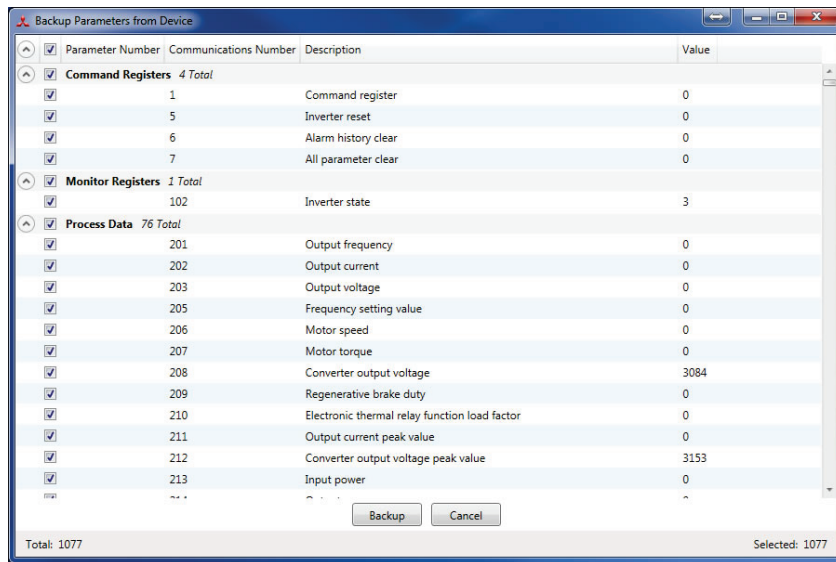 Backup Parameters from Device
Parameter Number Communications Number Description Value
Command Registers 4 Total
1 Command register 0
5 Inverter reset 0
6 Alarm history clear 0
7 All parameter clear 0
Monitor Registers 1 Total
102 Inverter state 3
Process Data 76 Total
201 Output frequency 0
202 Output current 0
203 Output voltage 0
205 Frequency setting value 0
206 Motor speed 0
207 Motor torque 0
208 Converter output voltage 3084
209 Regenerative brake duty 0
210 Electronic thermal relay function load factor 0
211 Output current peak value 0
212 Converter output voltage peak value 3153
213 Input power 0
Backup Cancel
Total: 1077 Selected: 1077